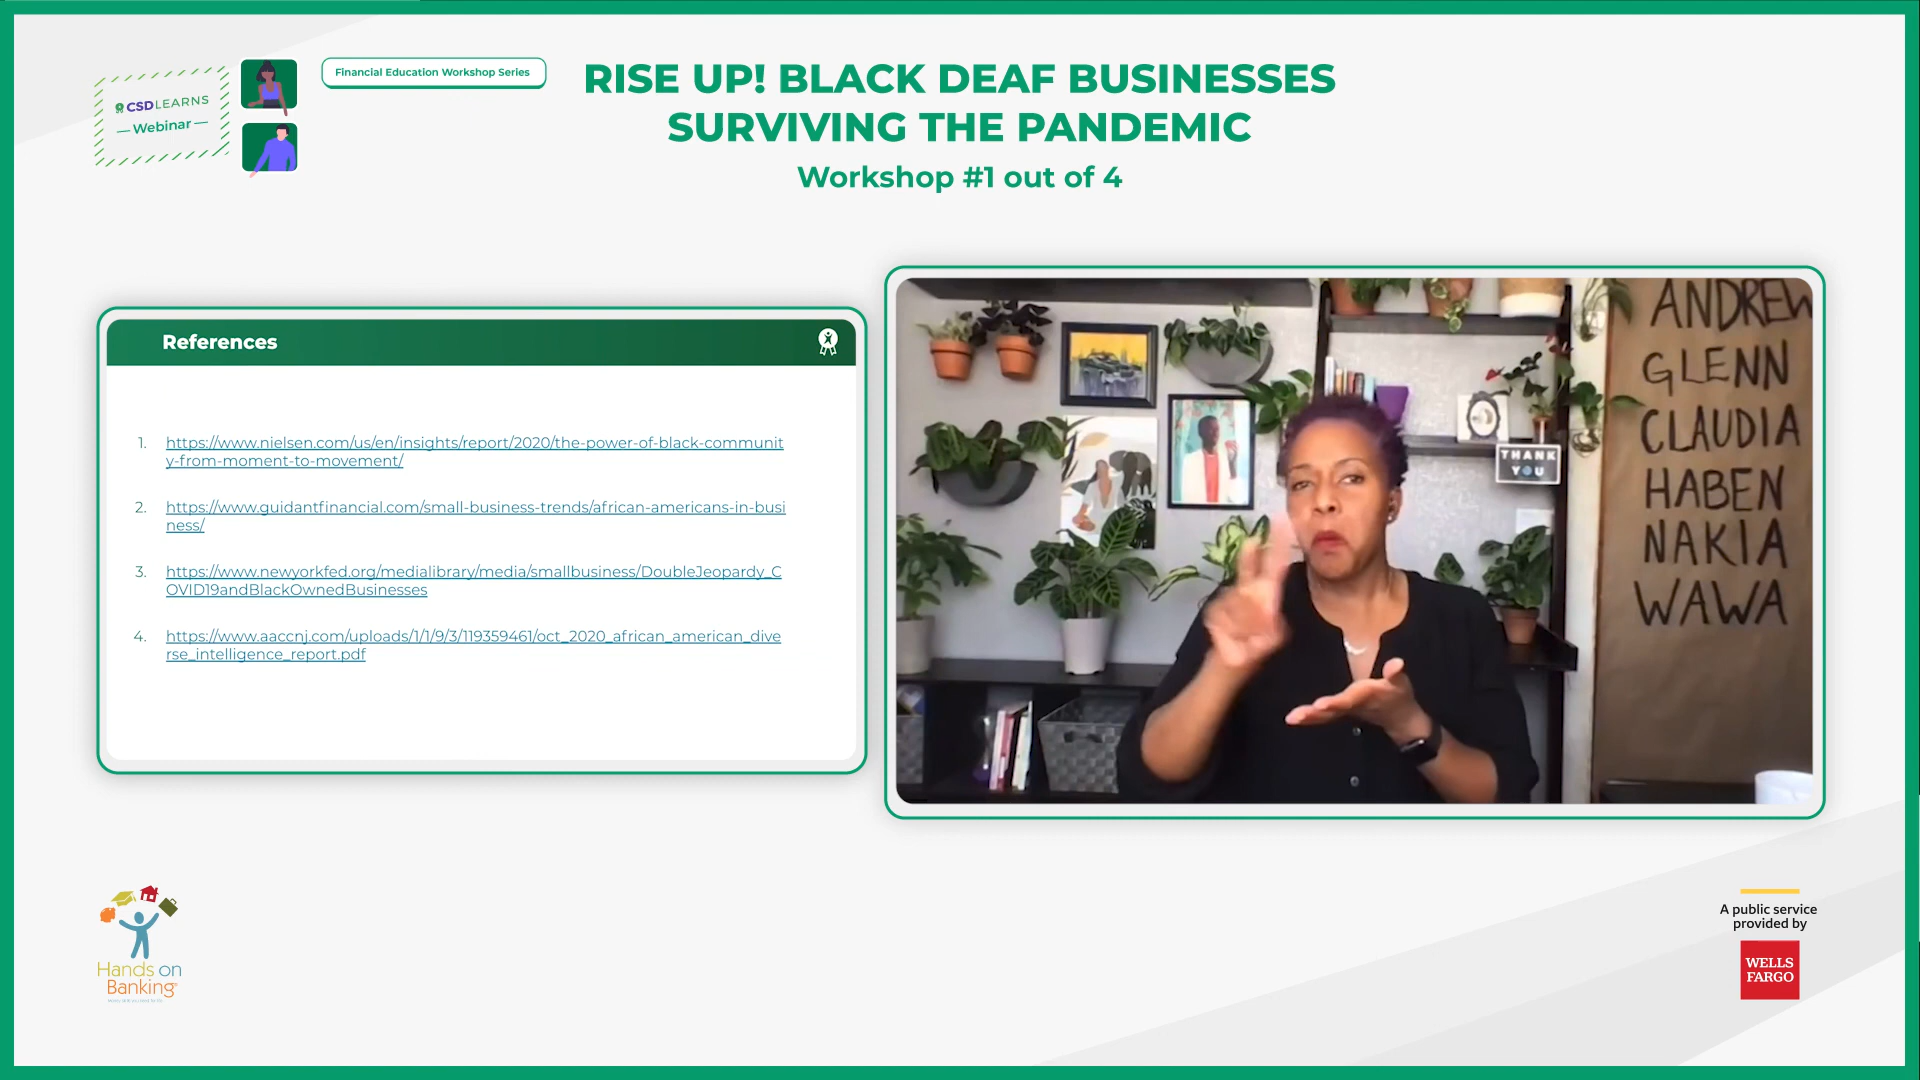 CSDLEARNS
— Webinar —
Financial Education Workshop Series
RISE UP! BLACK DEAF BUSINESSES
SURVIVING THE PANDEMIC
Workshop #1 out of 4
References
1. https://www.nielsen.com/us/en/insights/report/2020/the-power-of-black-communit
y-from-moment-to-movement/
2. https://www.guidantfinancial.com/small-business-trends/african-americans-in-busi
ness/
3. https://www.newyorkfed.org/medialibrary/media/smallbusiness/DoubleJeopardy_C
OVID19andBlackOwnedBusinesses
4. https://www.aaccnj.com/uploads/1/1/9/3/119359461/oct_2020_african_american_dive
rse_intelligence_report.pdf
THANK
YOU
ANDREW
GLENN
CLAUDIA
HABEN
NAKIA
WAWA
Hands on
Banking®
A public service
provided by
WELLS
FARGO